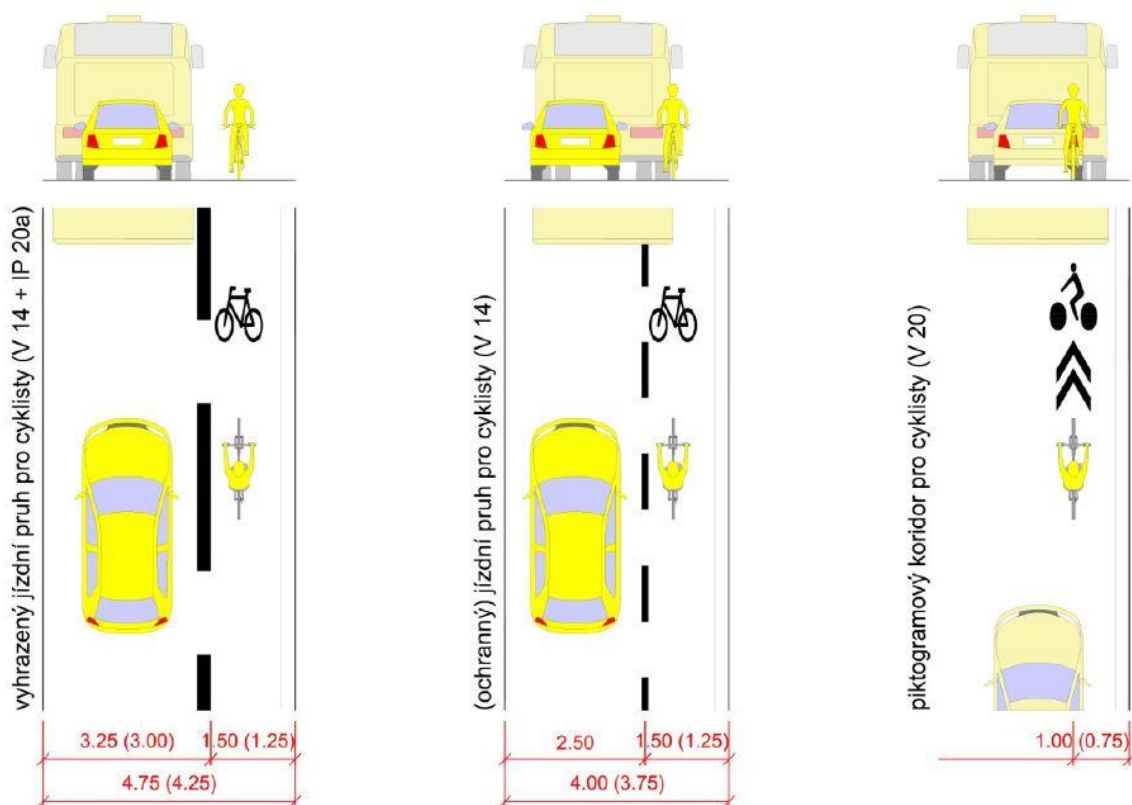 vyhrazený jízdní pruh pro cyklisty (V 14 + IP 20a)
3.25 (3.00)
1.50 (1.25)
4.75 (4.25)
(ochranný) jízdní pruh pro cyklisty (V 14)
2.50
1.50 (1.25)
4.00 (3.75)
piktogramový koridor pro cyklisty (V 20)
1.00 (0.75)